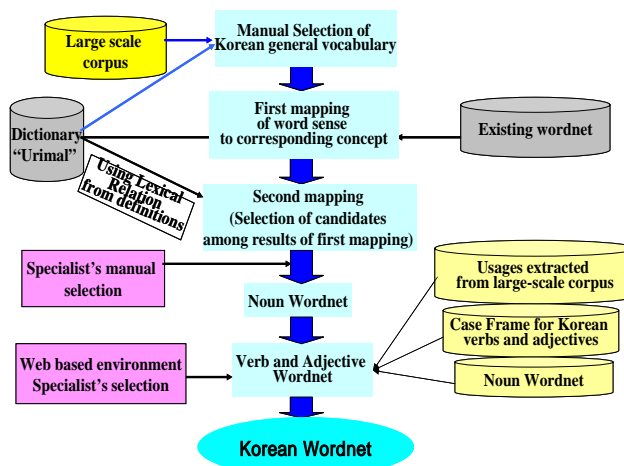 Manual Selection of
Korean general vocabulary
Large scale
corpus
First mapping
of word sense
to corresponding concept
Dictionary
“Urimal”
Existing wordnet
Using Lexical
Relation
from definitions
Second mapping
(Selection of candidates
among results of first mapping)
Specialist’s manual
selection
Usages extracted
from large-scale corpus
Noun Wordnet
Case Frame for Korean
verbs and adjectives
Web based environment
Specialist’s selection
Verb and Adjective
Wordnet
Noun Wordnet
Korean Wordnet